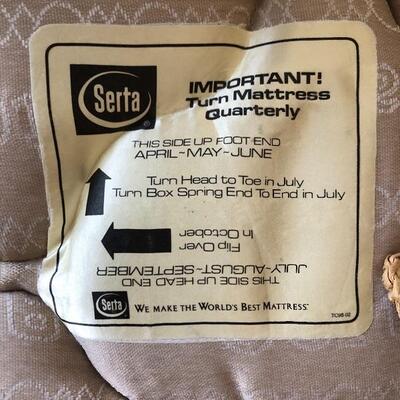 Serta®
IMPORTANT!
Turn Mattress
Quarterly
THIS SIDE UP FOOT END
APRIL-MAY-JUNE
Turn Head to Toe in July
Turn Box Spring End To End in July
Flip Over
In October
THIS SIDE UP HEAD END
JULY-AUGUST-SEPTEMBER
Serta WE MAKE THE WORLD'S BEST MATTRESS™